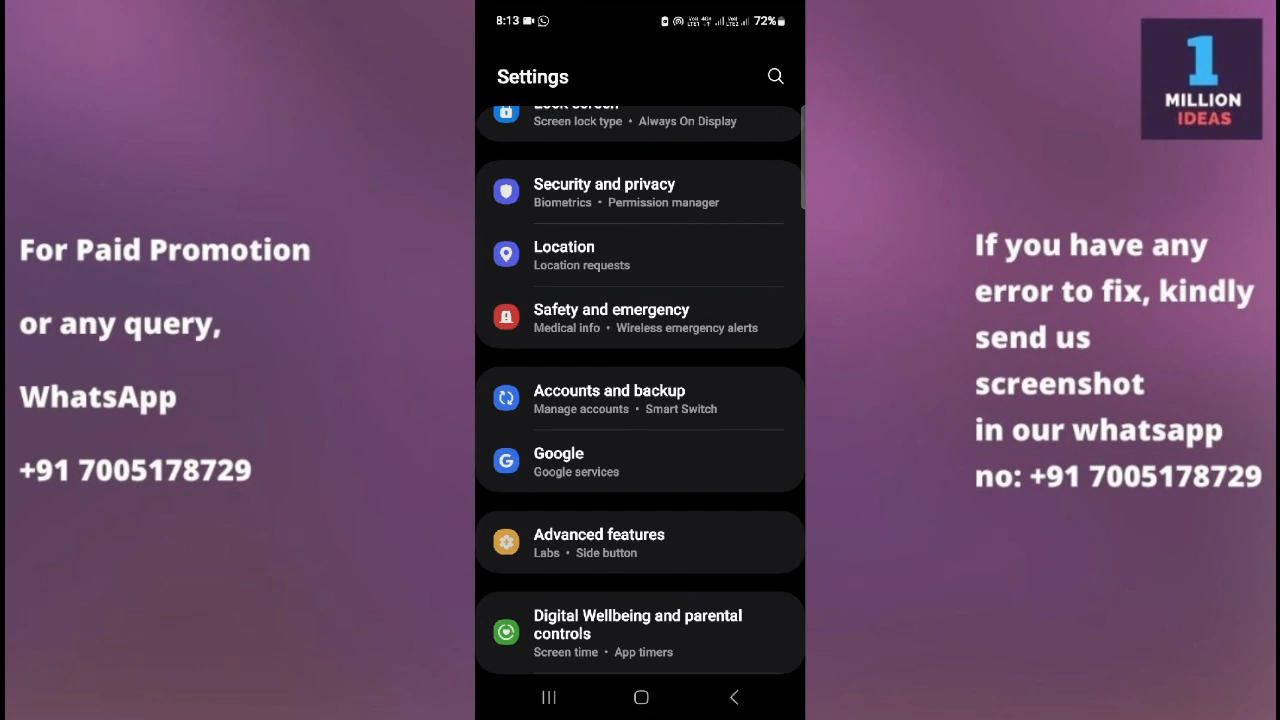 For Paid Promotion
or any query,
WhatsApp
+91 7005178729
8:13
72%
Settings
Lock screen
Screen lock type • Always On Display
Security and privacy
Biometrics • Permission manager
Location
Location requests
Safety and emergency
Medical info • Wireless emergency alerts
Accounts and backup
Manage accounts • Smart Switch
Google
Google services
Advanced features
Labs • Side button
Digital Wellbeing and parental
controls
Screen time • App timers
1
MILLION
IDEAS
If you have any
error to fix, kindly
send us
screenshot
in our whatsapp
no: +91 7005178729